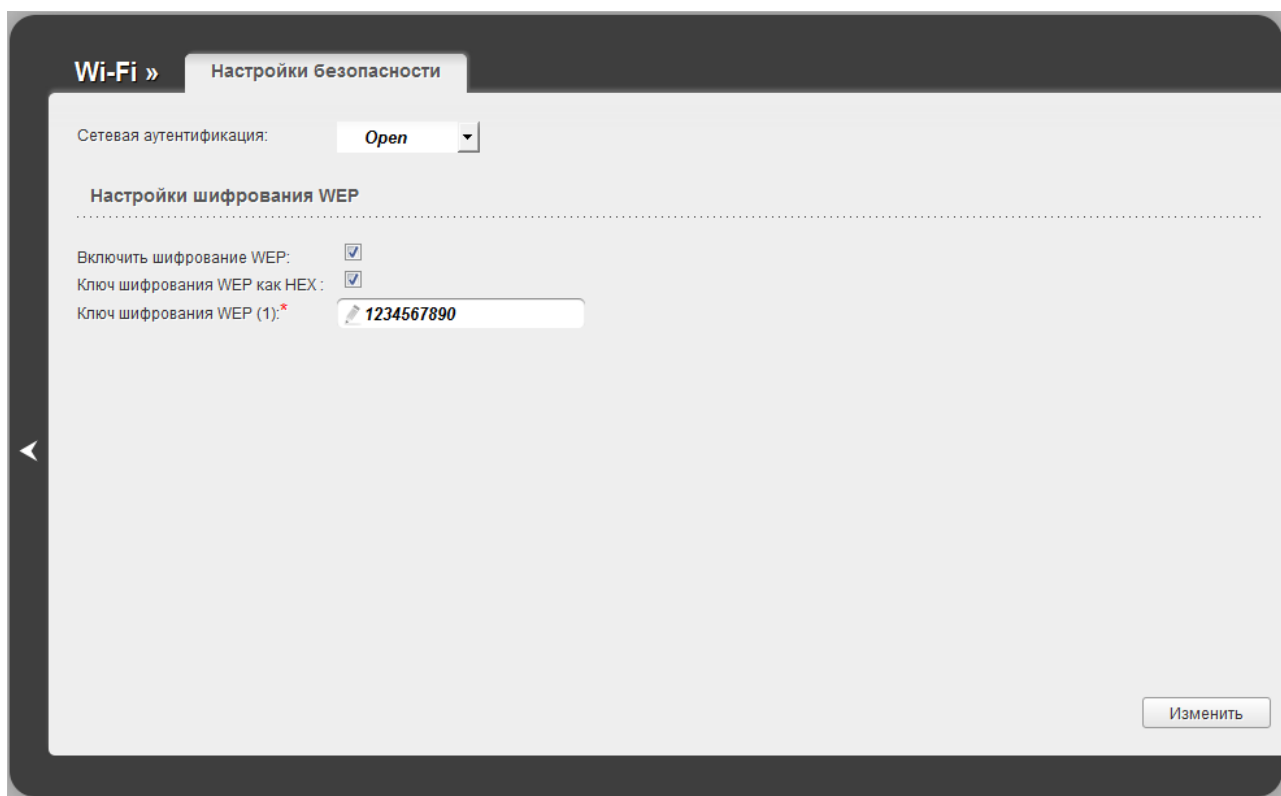 Wi-Fi » Настройки безопасности
Сетевая аутентификация: Open
Настройки шифрования WEP
Включить шифрование WEP:
Ключ шифрования WEP как HEX :
Ключ шифрования WEP (1):* 1234567890
Изменить